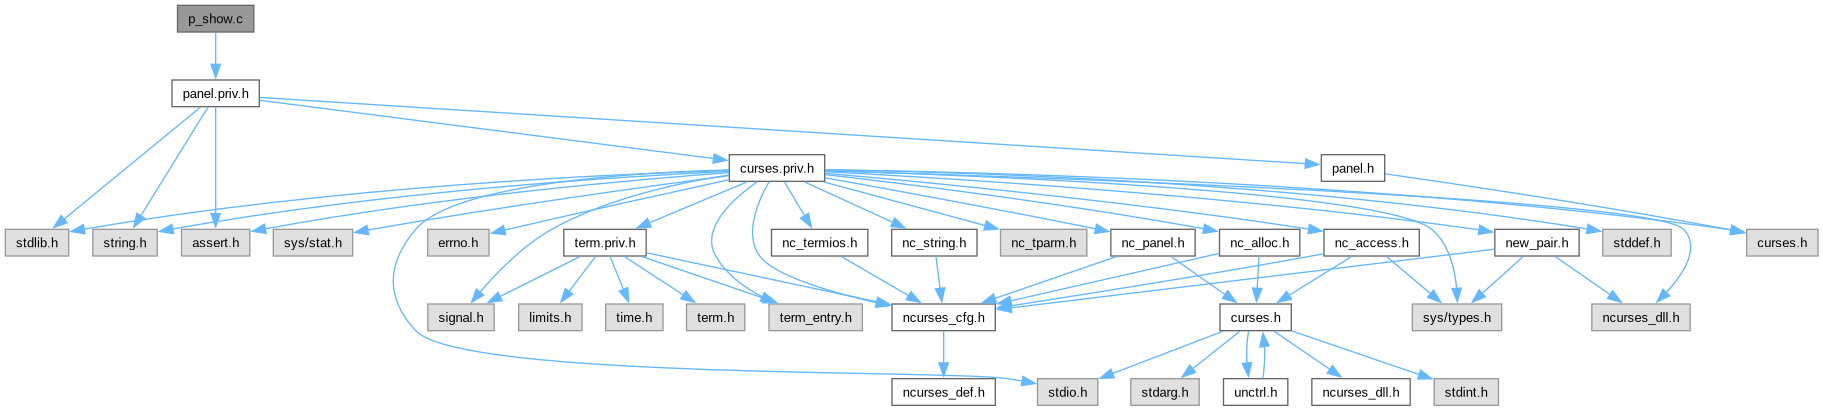 p_show.c
panel.priv.h
curses.priv.h
panel.h
stdlib.h
string.h
assert.h
sys/stat.h
errno.h
term.priv.h
nc_termios.h
nc_string.h
nc_tparm.h
nc_panel.h
nc_alloc.h
nc_access.h
new_pair.h
stddef.h
curses.h
signal.h
limits.h
time.h
term.h
term_entry.h
ncurses_cfg.h
curses.h
sys/types.h
ncurses_dll.h
ncurses_def.h
stdio.h
stdarg.h
unctrl.h
ncurses_dll.h
stdint.h